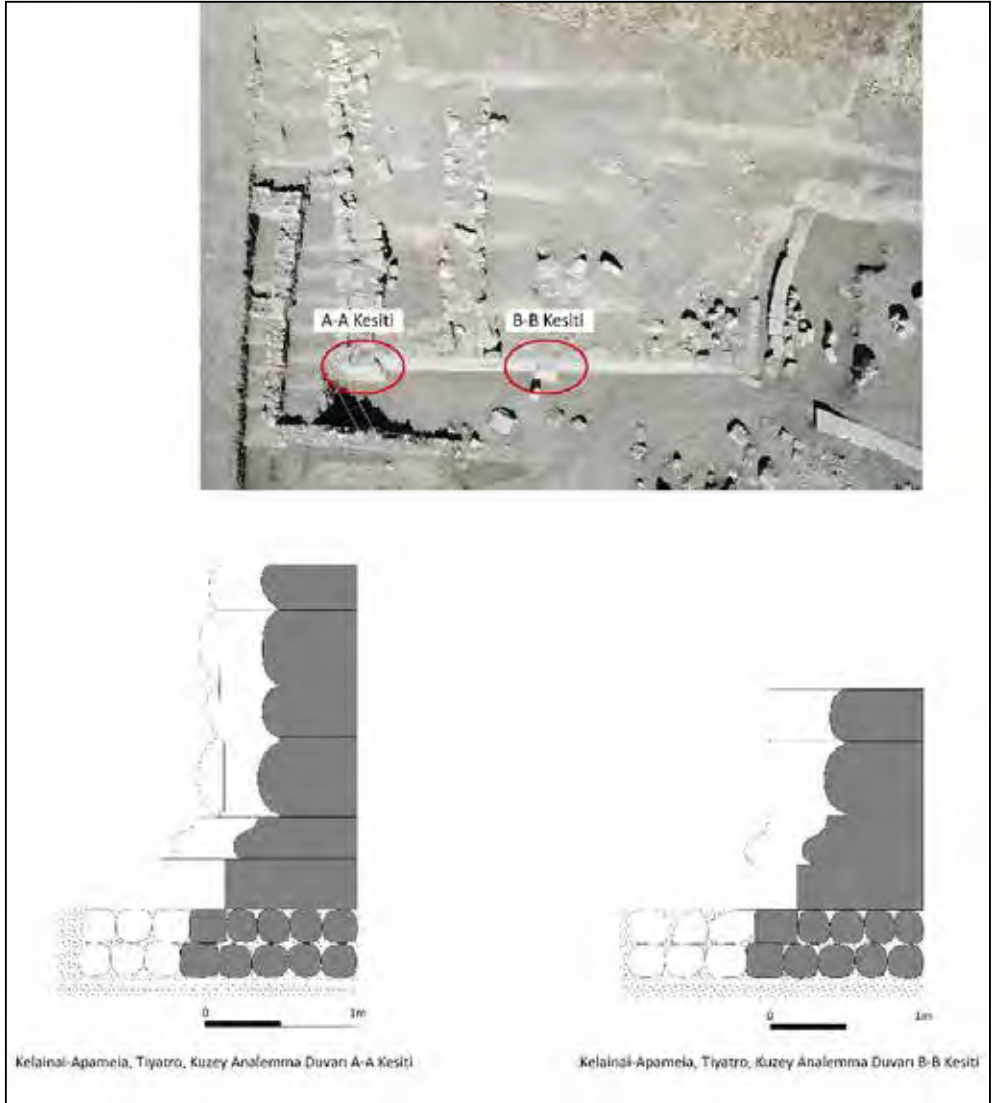 A-A Kesiti
B-B Kesiti
0 1m
0 1m
Kelainai-Apameia, Tiyatro, Kuzey Analemma Duvarı A-A Kesiti
Kelainai-Apameia, Tiyatro, Kuzey Analemma Duvarı B-B Kesiti